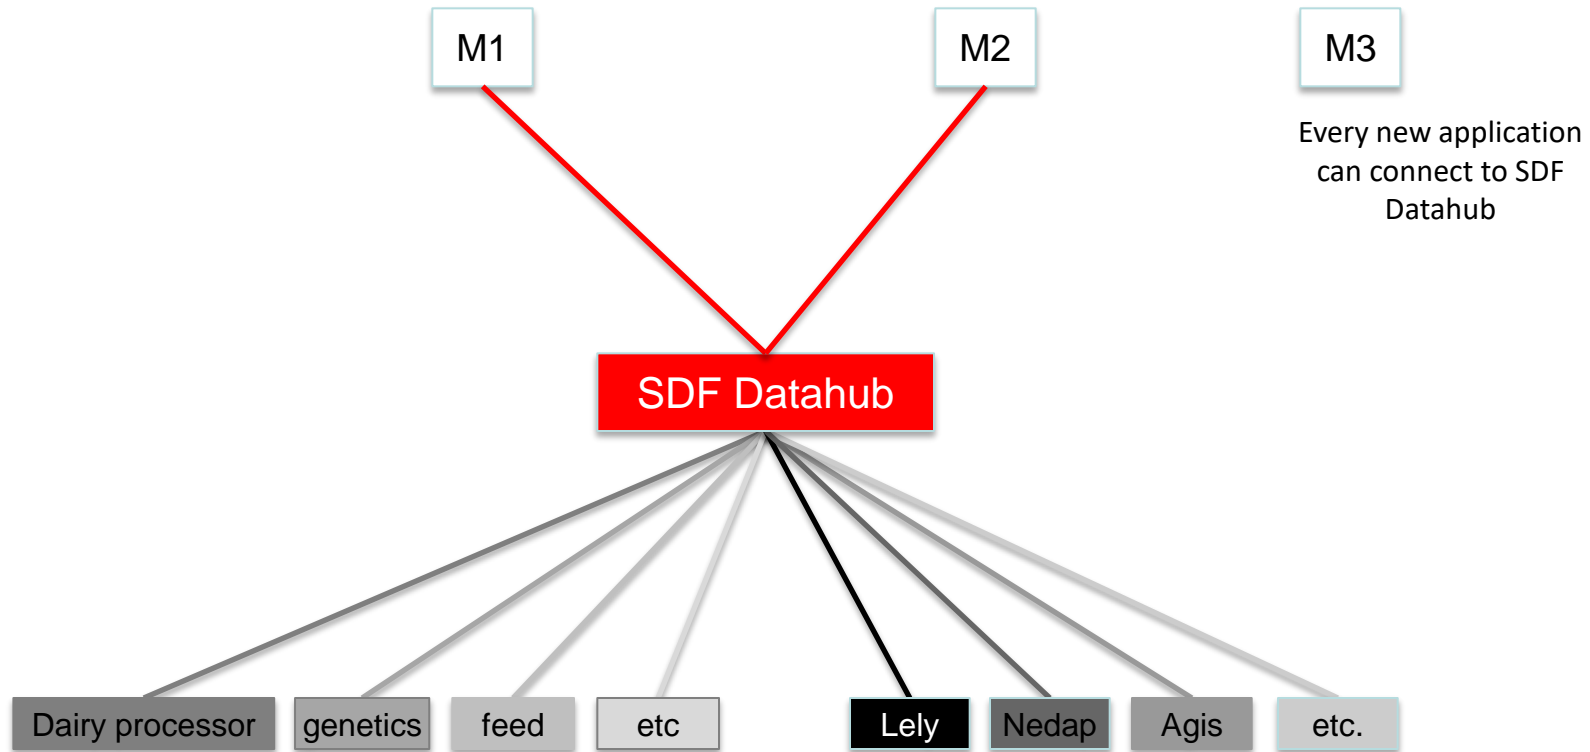 M1
M2
M3
Every new application
can connect to SDF
Datahub
SDF Datahub
Dairy processor
genetics
feed
etc
Lely
Nedap
Agis
etc.